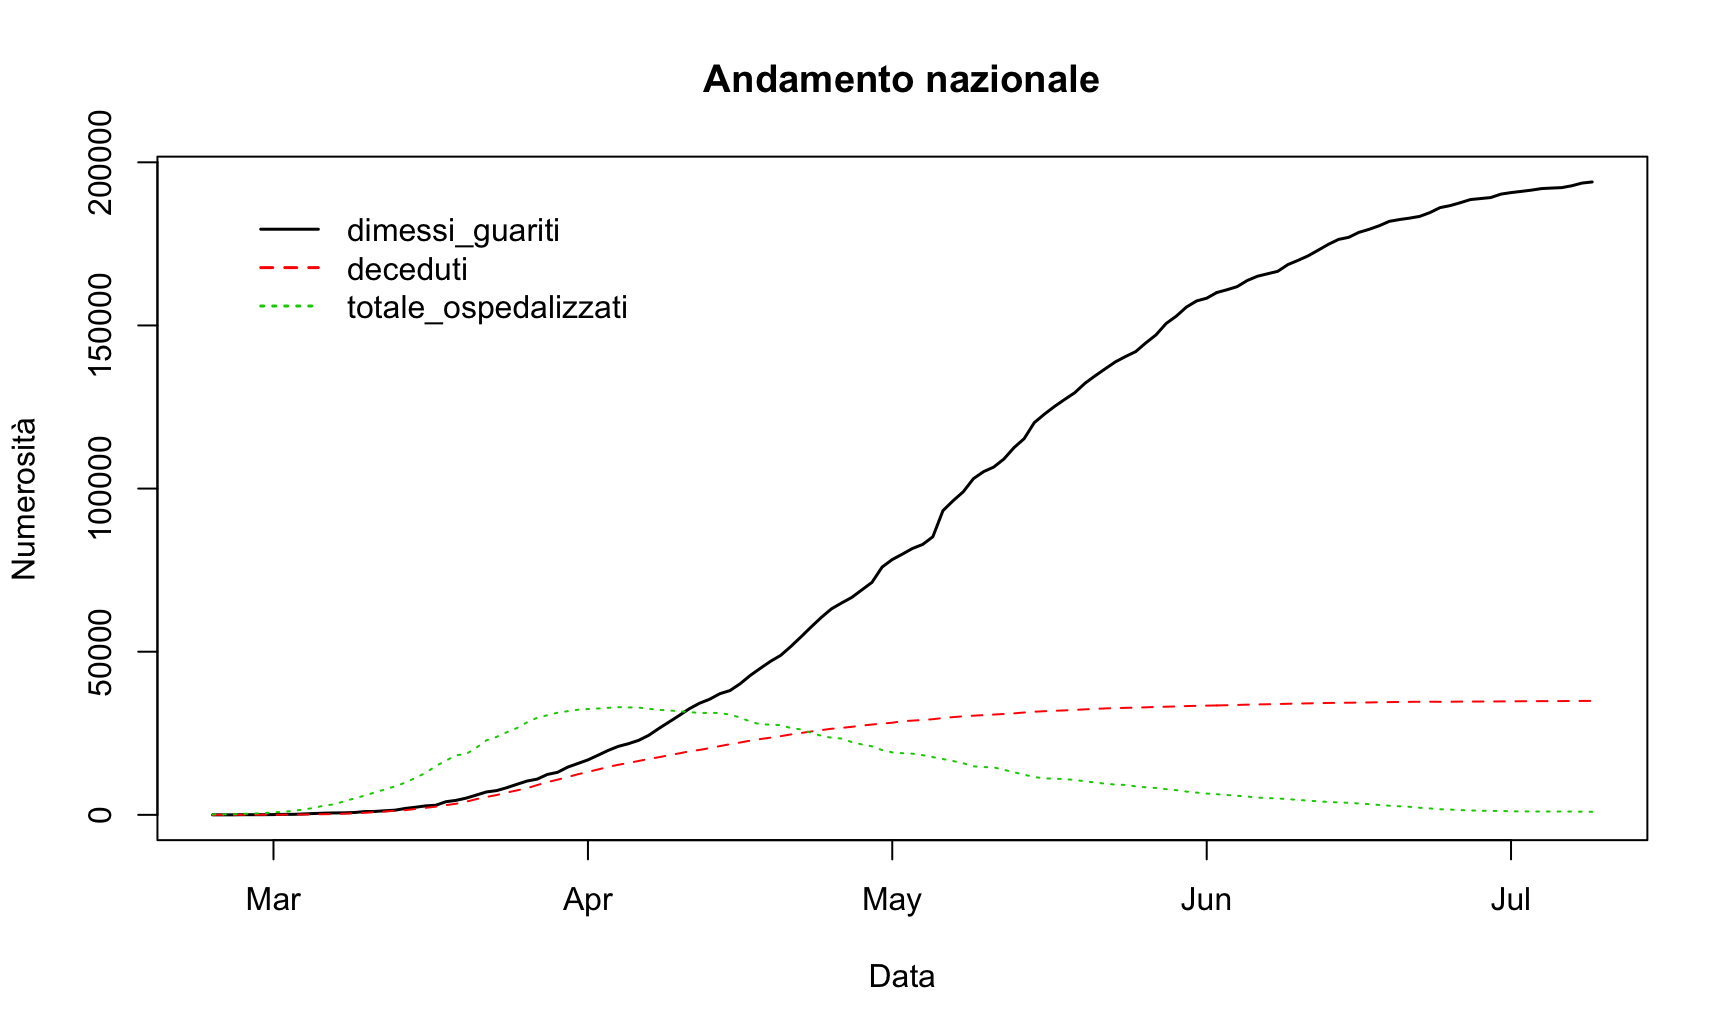 Andamento nazionale
200000
150000
100000
50000
0
Numerosità
dimessi_guariti
deceduti
totale_ospedalizzati
Mar Apr May Jun Jul
Data